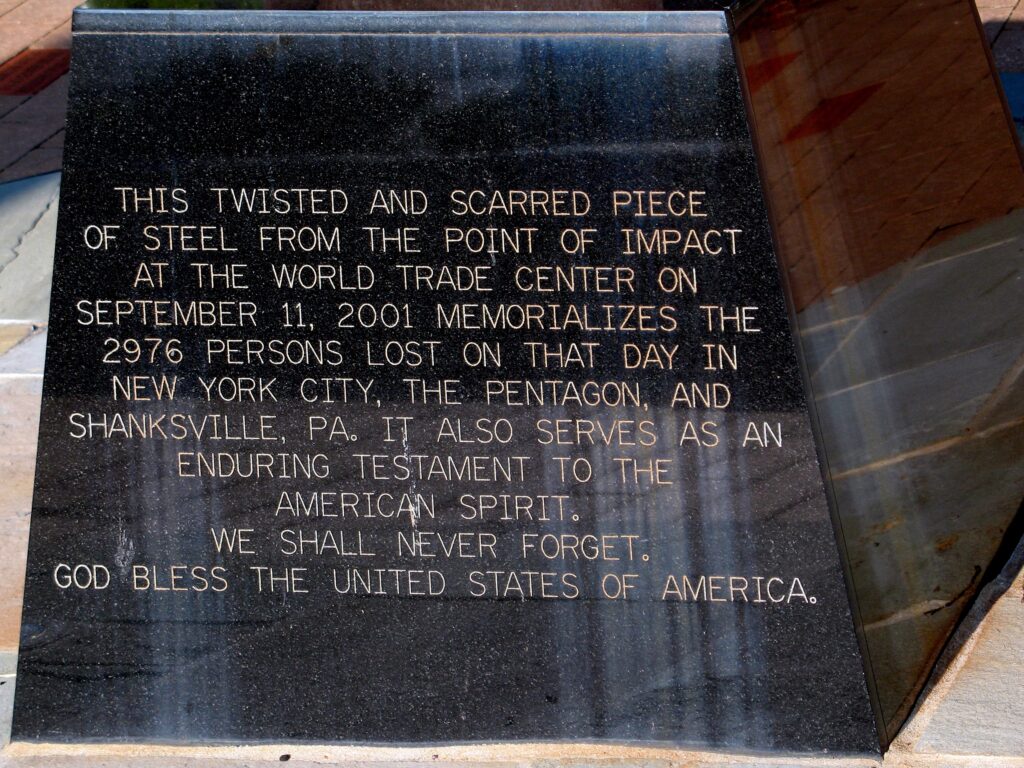 THIS TWISTED AND SCARRED PIECE
OF STEEL FROM THE POINT OF IMPACT
AT THE WORLD TRADE CENTER ON
SEPTEMBER 11, 2001 MEMORIALIZES THE
2976 PERSONS LOST ON THAT DAY IN
NEW YORK CITY, THE PENTAGON, AND
SHANKSVILLE, PA. IT ALSO SERVES AS AN
ENDURING TESTAMENT TO THE
AMERICAN SPIRIT.
WE SHALL NEVER FORGET.
GOD BLESS THE UNITED STATES OF AMERICA.